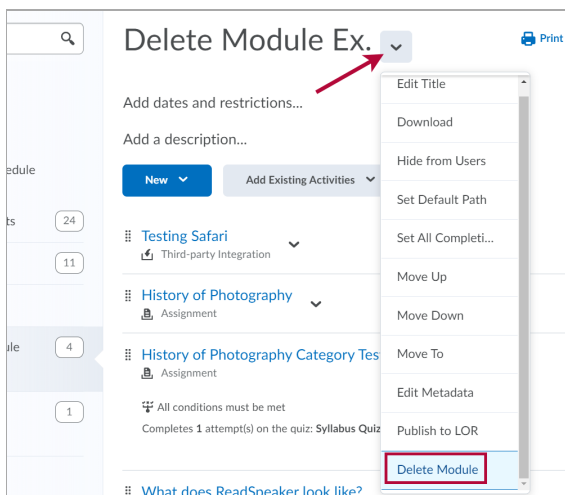 Delete Module Ex.
Print
Add dates and restrictions...
Add a description...
New
Add Existing Activities
edule
ts
24
11
ule
4
1
Testing Safari
Third-party Integration
History of Photography
Assignment
History of Photography Category Tes
Assignment
All conditions must be met
Completes 1 attempt(s) on the quiz: Syllabus Quiz
What does ReadSpeaker look like?
Edit Title
Download
Hide from Users
Set Default Path
Set All Completi...
Move Up
Move Down
Move To
Edit Metadata
Publish to LOR
Delete Module